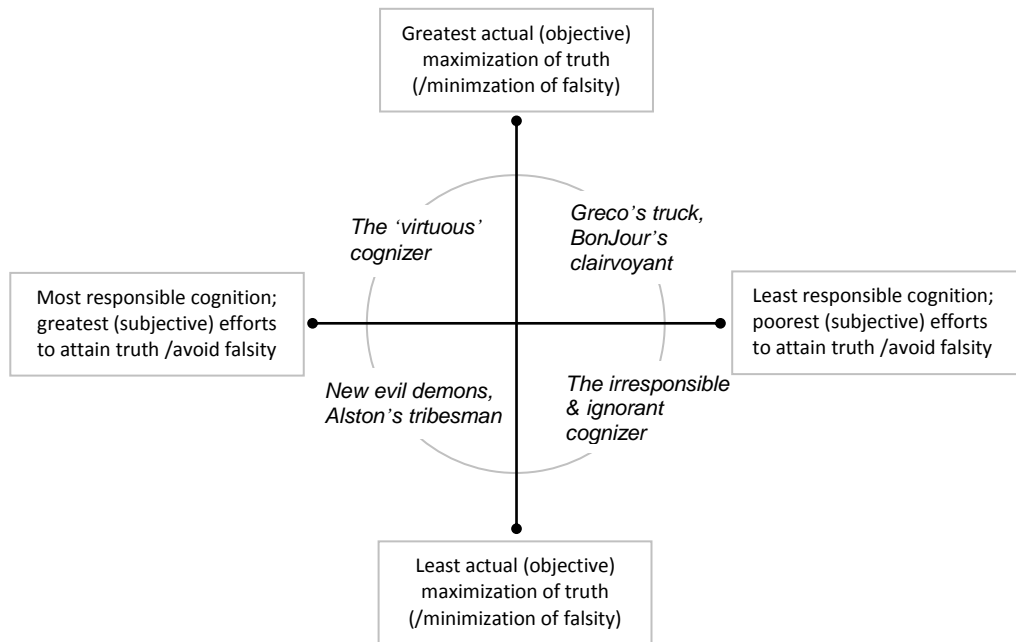 Greatest actual (objective)
maximization of truth
(/minimzation of falsity)
The ‘virtuous’
cognizer
Greco’s truck,
BonJour’s
clairvoyant
Most responsible cognition;
greatest (subjective) efforts
to attain truth /avoid falsity
Least responsible cognition;
poorest (subjective) efforts
to attain truth /avoid falsity
New evil demons,
Alston’s tribesman
The irresponsible
& ignorant
cognizer
Least actual (objective)
maximization of truth
(/minimization of falsity)